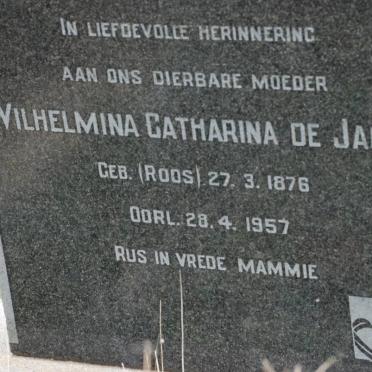 IN LIEFDEVOLLE HERINNERING
AAN ONS DIERBARE MOEDER
CATHARINA DE
GEB. (ROOS) 27. 3. 1876
OORL. 28. 4. 1957
RUS IN VREDE MAMMIE